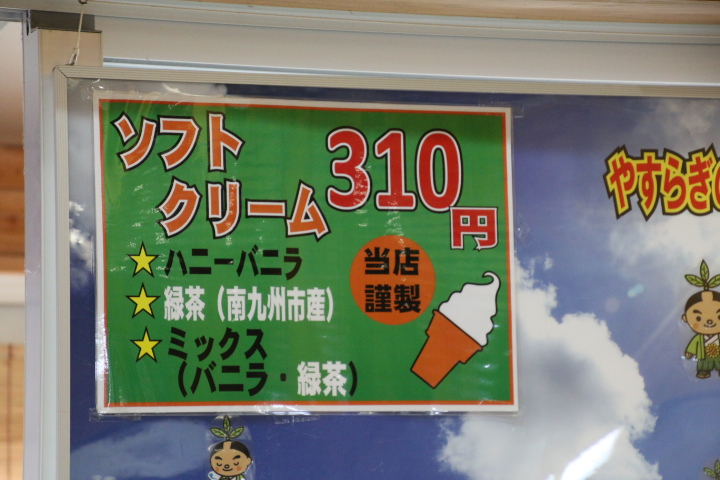 ソフト
クリーム
310
円
ハニーバニラ
緑茶（南九州市産）
ミックス
（バニラ・緑茶）
当店
謹製
やすらぎの